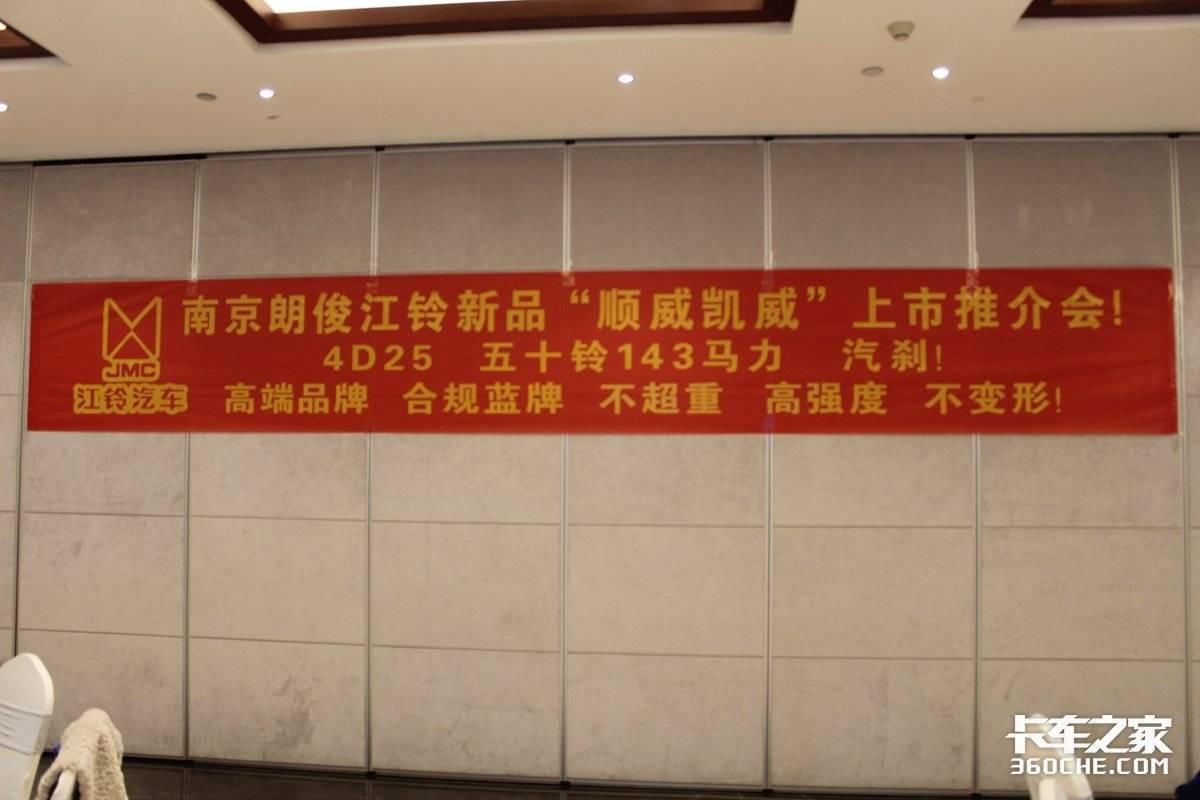 南京朗俊江铃新品“顺威凯威”上市推介会!
4D25 五十铃143马力 汽刹!
高端品牌 合规蓝牌 不超重 高强度 不变形!
JMC
江铃汽车
卡车之家
360CHE.COM